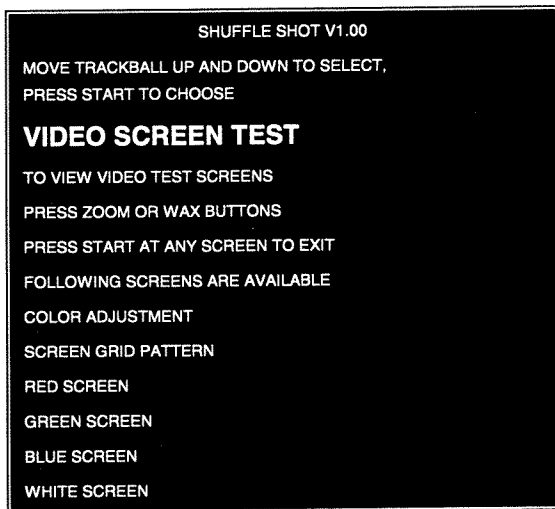 SHUFFLE SHOT V1.00
MOVE TRACKBALL UP AND DOWN TO SELECT,
PRESS START TO CHOOSE
VIDEO SCREEN TEST
TO VIEW VIDEO TEST SCREENS
PRESS ZOOM OR WAX BUTTONS
PRESS START AT ANY SCREEN TO EXIT
FOLLOWING SCREENS ARE AVAILABLE
COLOR ADJUSTMENT
SCREEN GRID PATTERN
RED SCREEN
GREEN SCREEN
BLUE SCREEN
WHITE SCREEN